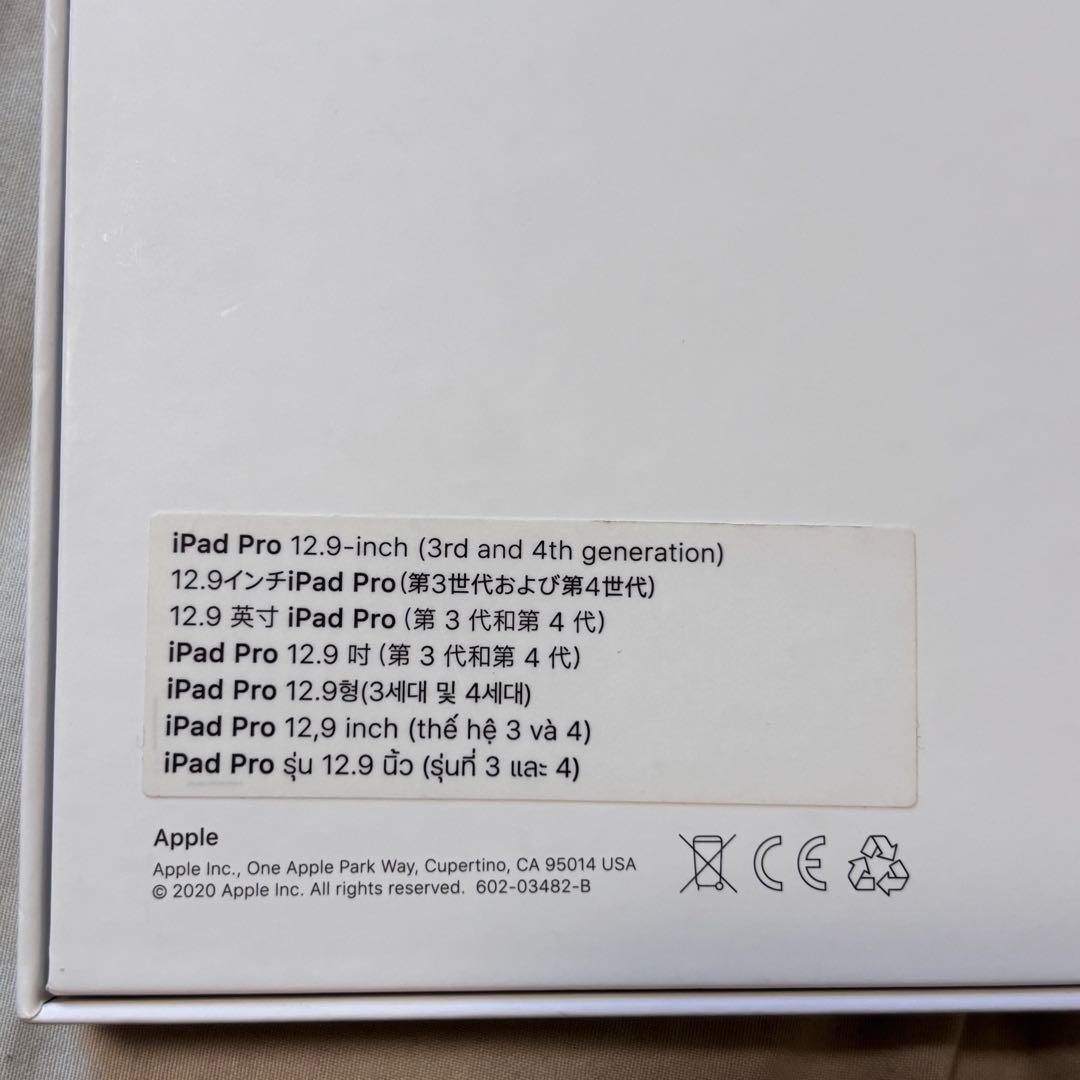 iPad Pro 12.9-inch (3rd and 4th generation)
12.9インチiPad Pro(第3世代および第4世代)
12.9 英寸 iPad Pro (第 3 代和第 4 代)
iPad Pro 12.9 吋 (第 3 代和第 4 代)
iPad Pro 12.9형(3세대 및 4세대)
iPad Pro 12,9 inch (thế hệ 3 và 4)
iPad Pro รุ่น 12.9 นิ้ว (รุ่นที่ 3 และ 4)
Apple
Apple Inc., One Apple Park Way, Cupertino, CA 95014 USA
© 2020 Apple Inc. All rights reserved. 602-03482-B
CE